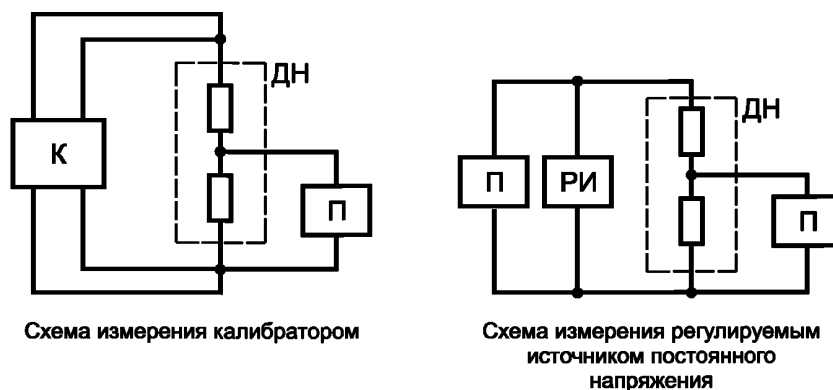 ДН
К
П
Схема измерения калибратором
ДН
П
РИ
П
Схема измерения регулируемым
источником постоянного
напряжения